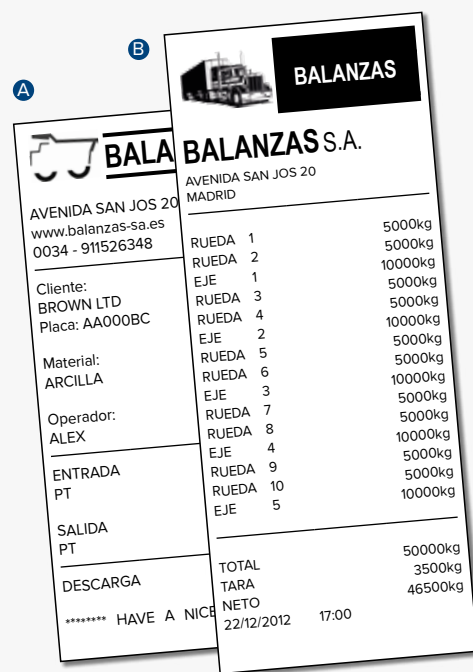 A
BALA
AVENIDA SAN JOS 20
www.balanzas-sa.es
0034 - 911526348
Cliente:
BROWN LTD
Placa: AA000BC
Material:
ARCILLA
Operador:
ALEX
ENTRADA
PT
SALIDA
PT
DESCARGA
******** HAVE A NICE
B
BALANZAS
BALANZAS S.A.
AVENIDA SAN JOS 20
MADRID
RUEDA 1 5000kg
RUEDA 2 5000kg
EJE 1 10000kg
RUEDA 3 5000kg
RUEDA 4 5000kg
EJE 2 10000kg
RUEDA 5 5000kg
RUEDA 6 5000kg
EJE 3 10000kg
RUEDA 7 5000kg
RUEDA 8 5000kg
EJE 4 10000kg
RUEDA 9 5000kg
RUEDA 10 5000kg
EJE 5 10000kg
TOTAL 50000kg
TARA 3500kg
NETO 46500kg
22/12/2012 17:00